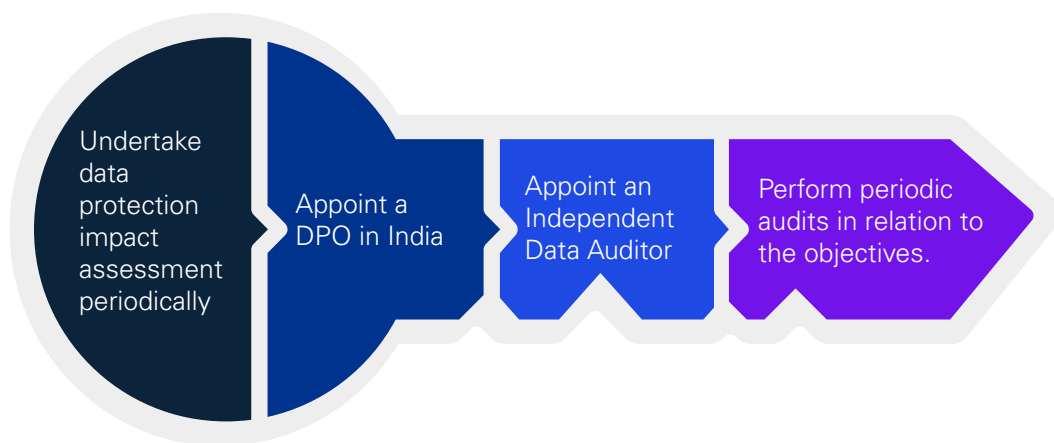 Undertake
data
protection
impact
assessment
periodically
Appoint a
DPO in India
Appoint an
Independent
Data Auditor
Perform periodic
audits in relation to
the objectives.